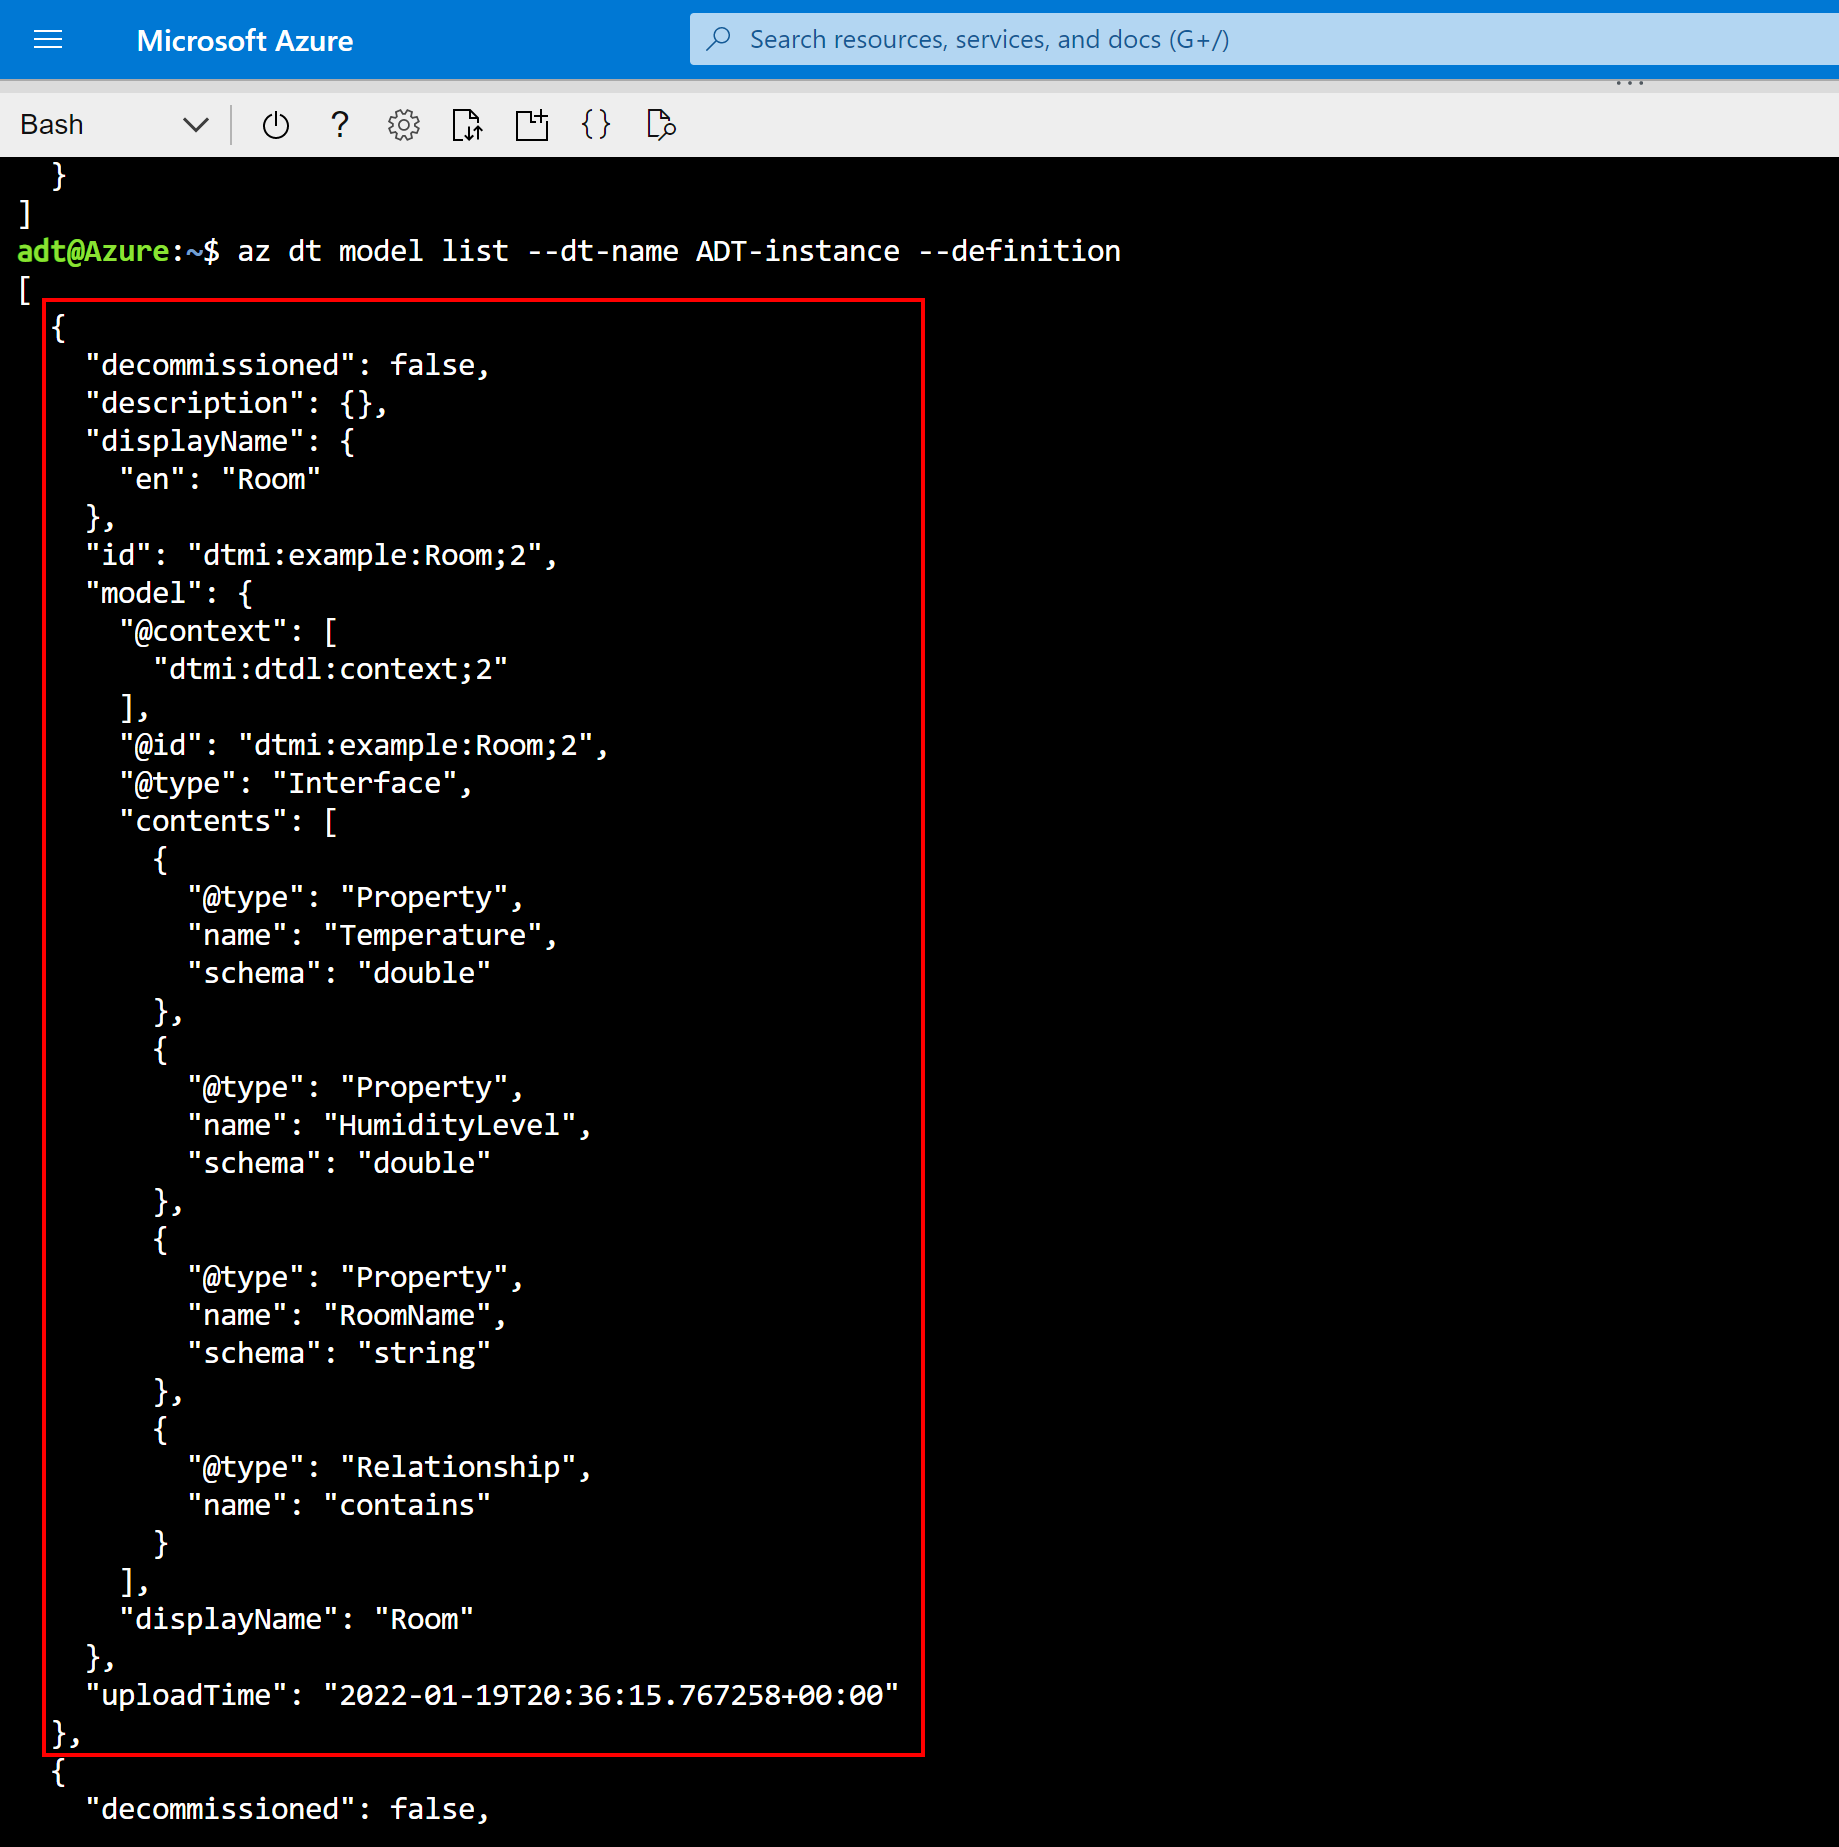 Microsoft Azure
Search resources, services, and docs (G+/)
Bash
  }
]
adt@Azure:~$ az dt model list --dt-name ADT-instance --definition
[
  {
    "decommissioned": false,
    "description": {},
    "displayName": {
      "en": "Room"
    },
    "id": "dtmi:example:Room;2",
    "model": {
      "@context": [
        "dtmi:dtdl:context;2"
      ],
      "@id": "dtmi:example:Room;2",
      "@type": "Interface",
      "contents": [
        {
          "@type": "Property",
          "name": "Temperature",
          "schema": "double"
        },
        {
          "@type": "Property",
          "name": "HumidityLevel",
          "schema": "double"
        },
        {
          "@type": "Property",
          "name": "RoomName",
          "schema": "string"
        },
        {
          "@type": "Relationship",
          "name": "contains"
        }
      ],
      "displayName": "Room"
    },
    "uploadTime": "2022-01-19T20:36:15.767258+00:00"
  },
  {
    "decommissioned": false,